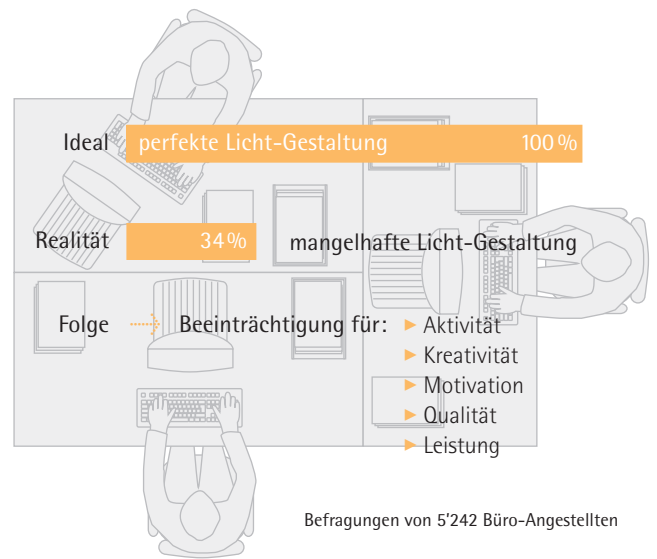 Ideal perfekte Licht-Gestaltung 100 %
Realität 34 % mangelhafte Licht-Gestaltung
Folge Beeinträchtigung für: ► Aktivität
► Kreativität
► Motivation
► Qualität
► Leistung
Befragungen von 5'242 Büro-Angestellten